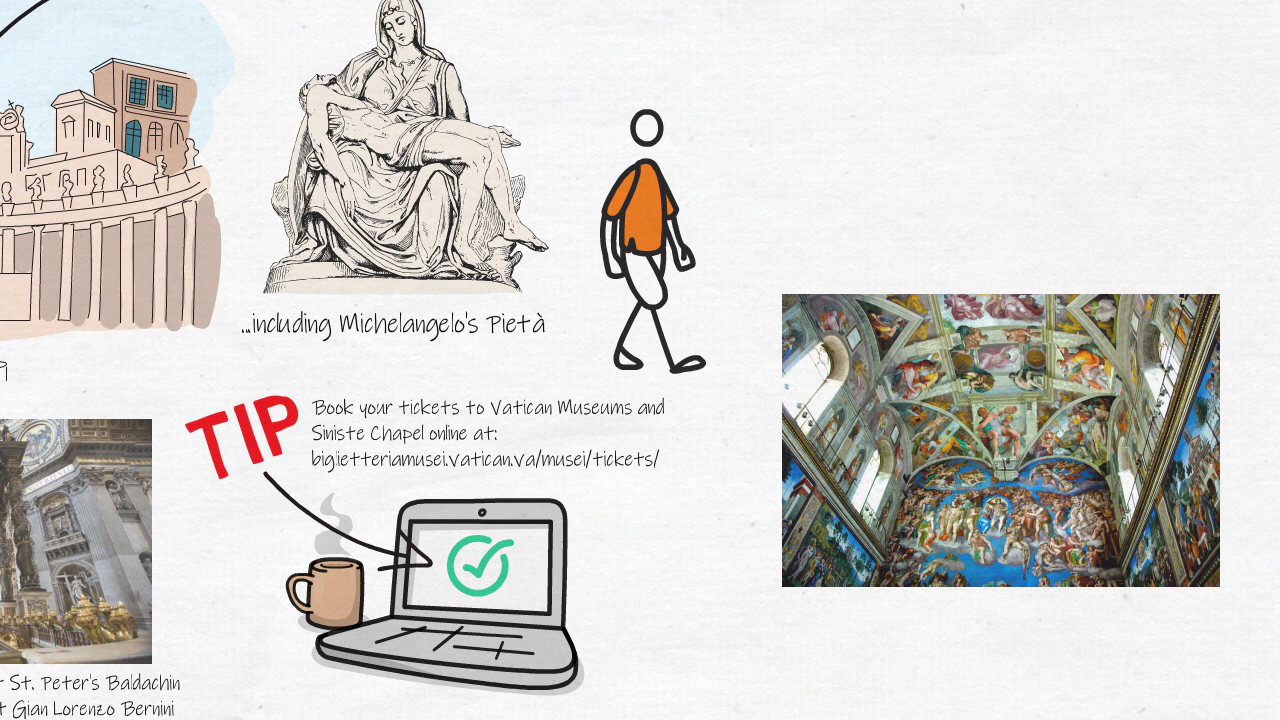 ...including Michelangelo's Pietà
TIP
Book your tickets to Vatican Museums and
Siniste Chapel online at:
biglietteriamusei.vatican.va/musei/tickets/
St. Peter's Baldachin
Gian Lorenzo Bernini